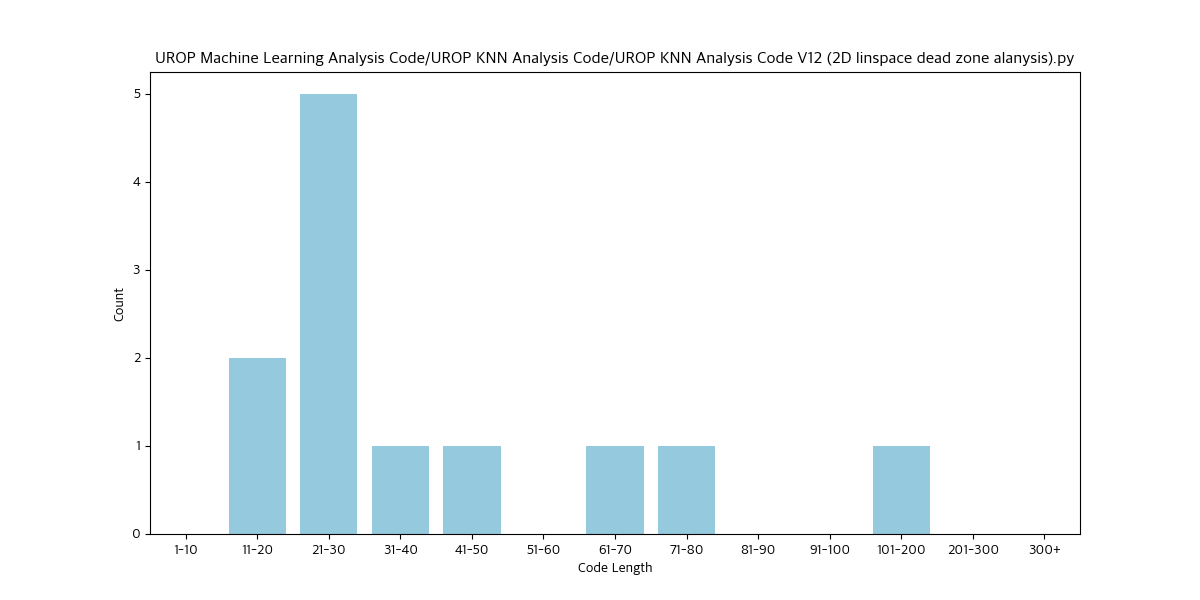 UROP Machine Learning Analysis Code/UROP KNN Analysis Code/UROP KNN Analysis Code V12 (2D linspace dead zone alanysis).py
5
4
3
2
1
0
Count
1-10 11-20 21-30 31-40 41-50 51-60 61-70 71-80 81-90 91-100 101-200 201-300 300+
Code Length